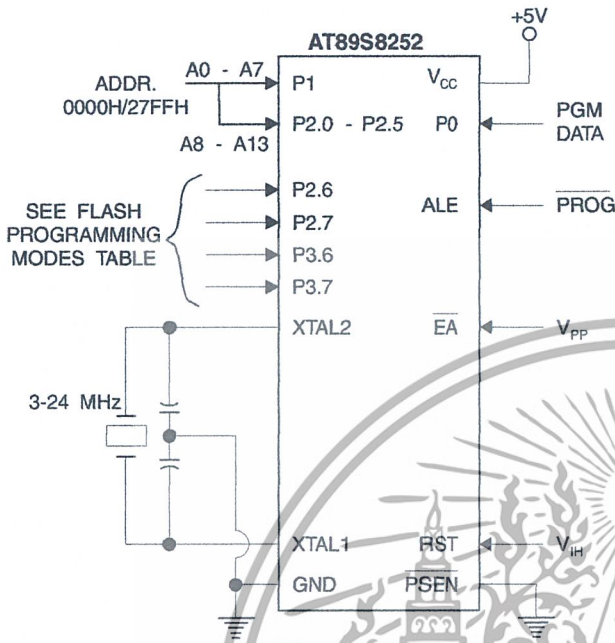 +5V
AT89S8252
ADDR.
0000H/27FFH
A0 - A7
P1
VCC
P2.0 - P2.5
P0
PGM
DATA
A8 - A13
P2.6
SEE FLASH
PROGRAMMING
MODES TABLE
P2.7
ALE
PROG
P3.6
P3.7
XTAL2
EA
VPP
3-24 MHz
XTAL1
RST
VIH
GND
PSEN